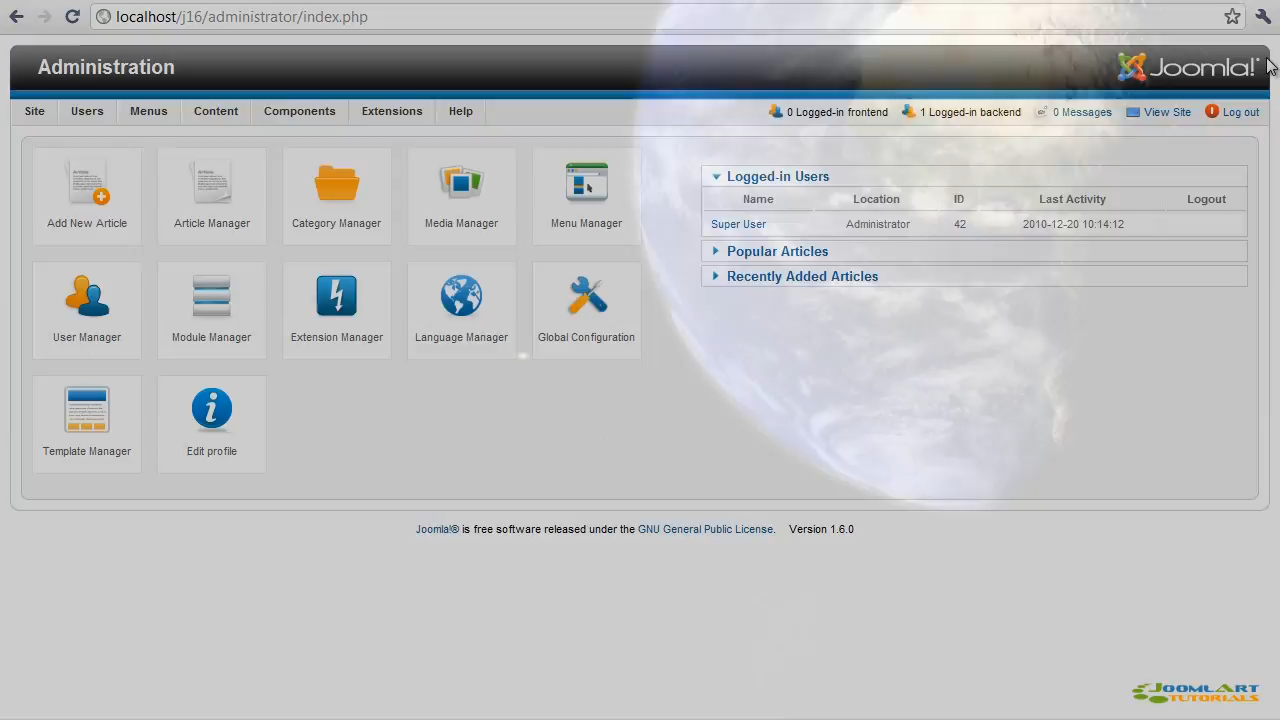 localhost/j16/administrator/index.php
Administration
Joomla!
Site Users Menus Content Components Extensions Help
0 Logged-in frontend 1 Logged-in backend 0 Messages View Site Log out
Add New Article Article Manager Category Manager Media Manager Menu Manager
User Manager Module Manager Extension Manager Language Manager Global Configuration
Template Manager Edit profile
Logged-in Users
Name Location ID Last Activity Logout
Super User Administrator 42 2010-12-20 10:14:12
Popular Articles
Recently Added Articles
Joomla!® is free software released under the GNU General Public License. Version 1.6.0
JOOMLART
TUTORIALS